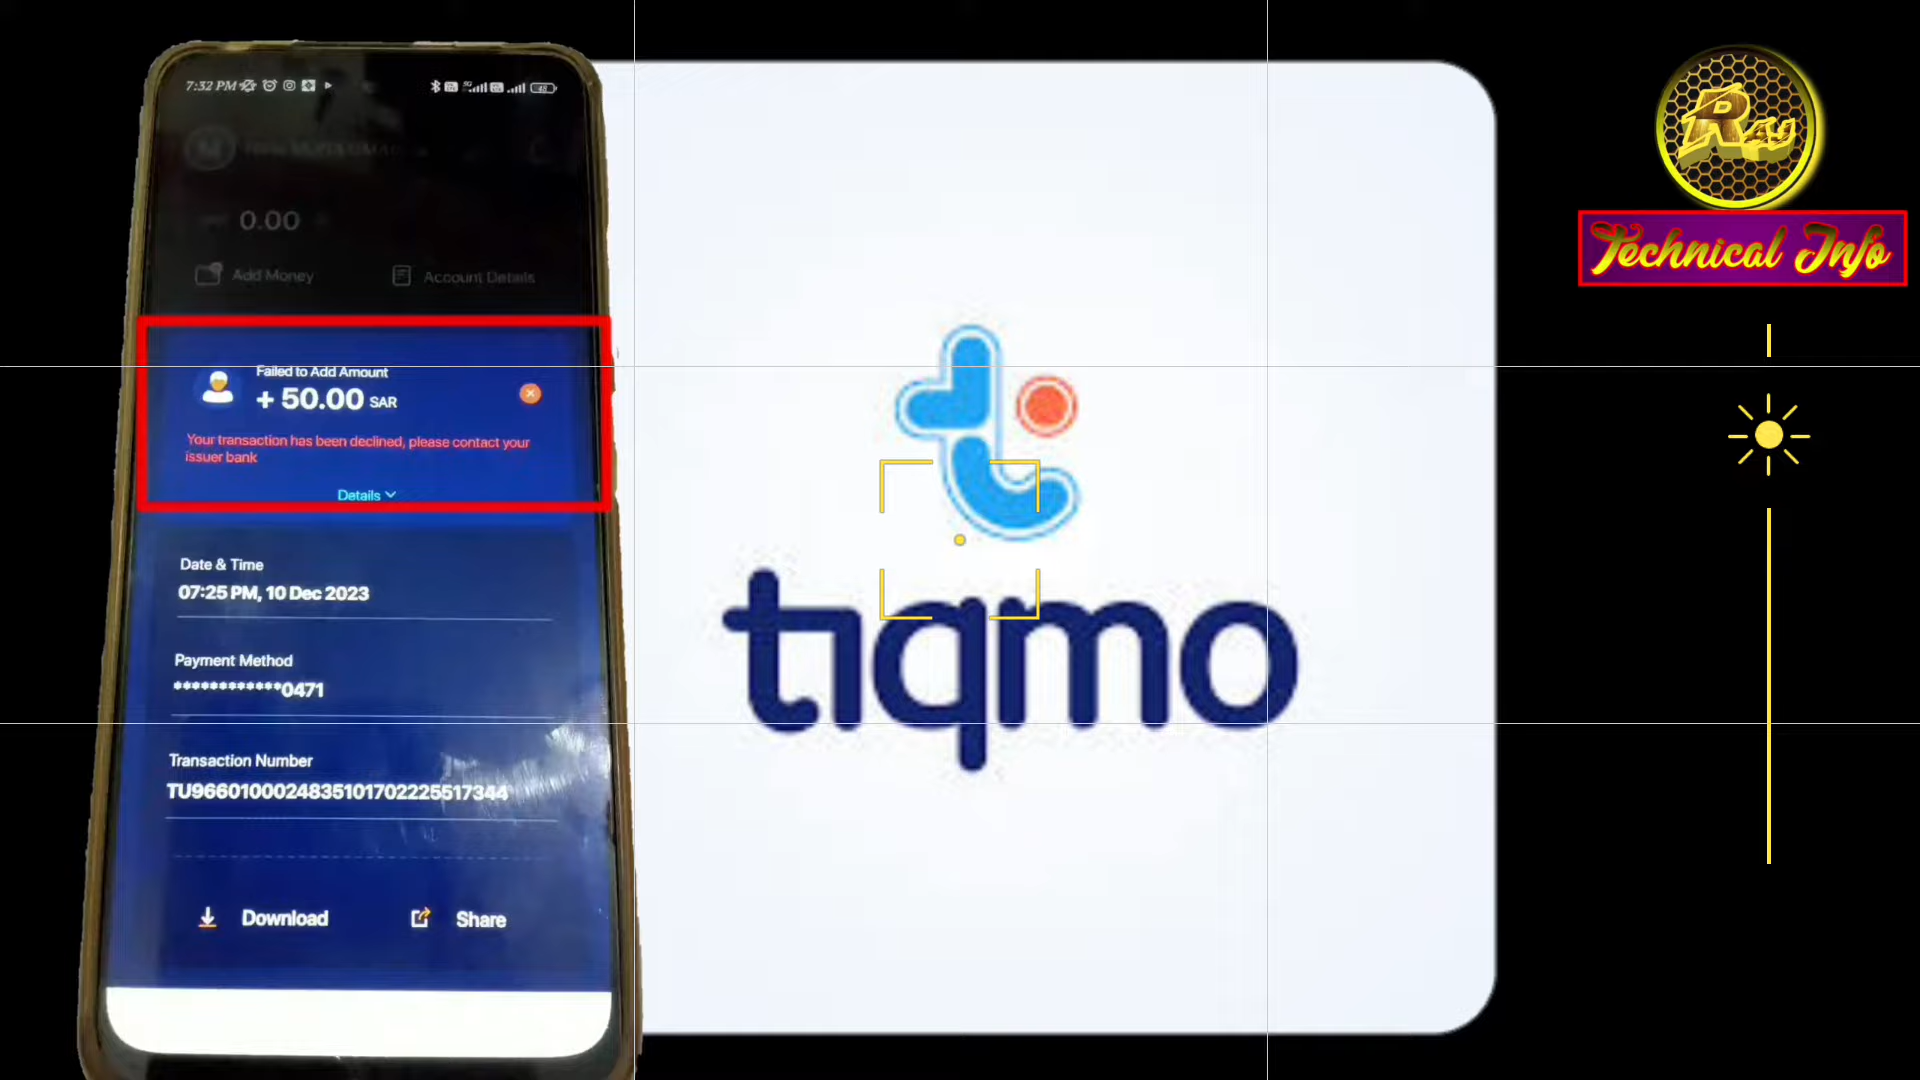 7:32 PM
0.00
Add Money
Account Details
Failed to Add Amount
+ 50.00 SAR
Your transaction has been declined, please contact your
issuer bank
Details
Date & Time
07:25 PM, 10 Dec 2023
Payment Method
************0471
Transaction Number
TU9660100024835101702225517344
Download
Share
tiqmo
Rai
Technical Info